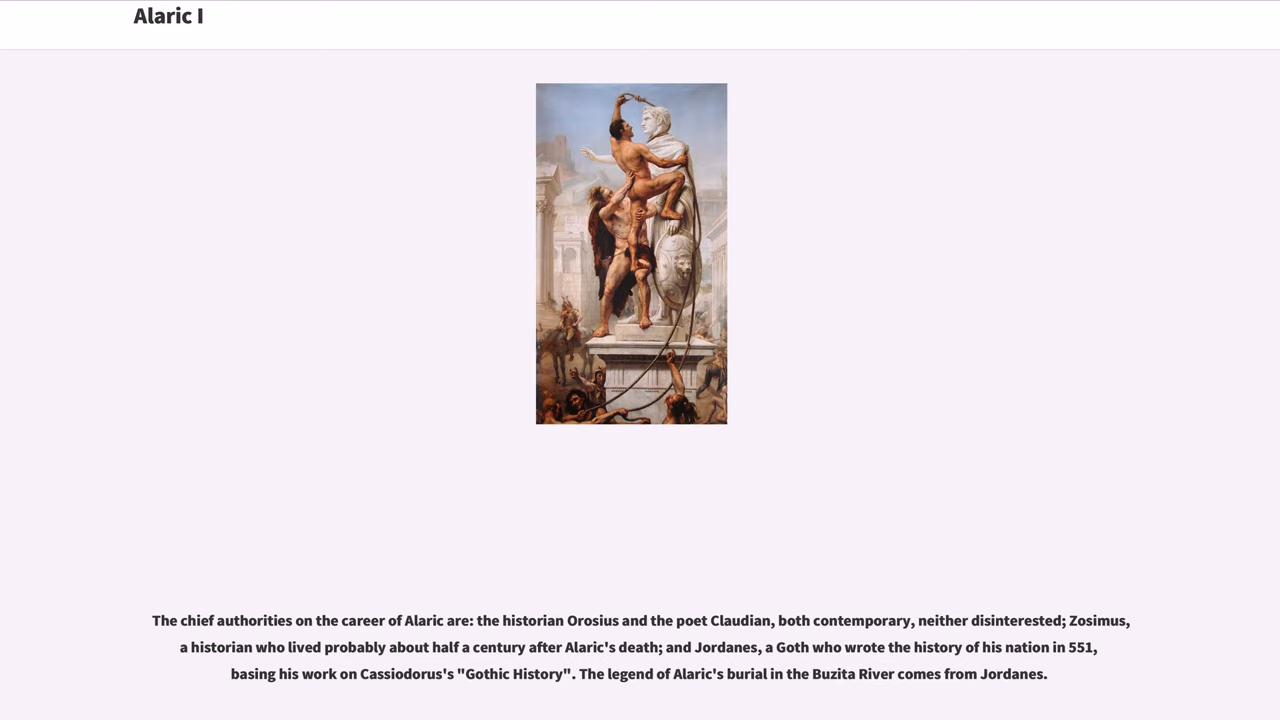 Alaric I
The chief authorities on the career of Alaric are: the historian Orosius and the poet Claudian, both contemporary, neither disinterested; Zosimus,
a historian who lived probably about half a century after Alaric's death; and Jordanes, a Goth who wrote the history of his nation in 551,
basing his work on Cassiodorus's "Gothic History". The legend of Alaric's burial in the Buzita River comes from Jordanes.